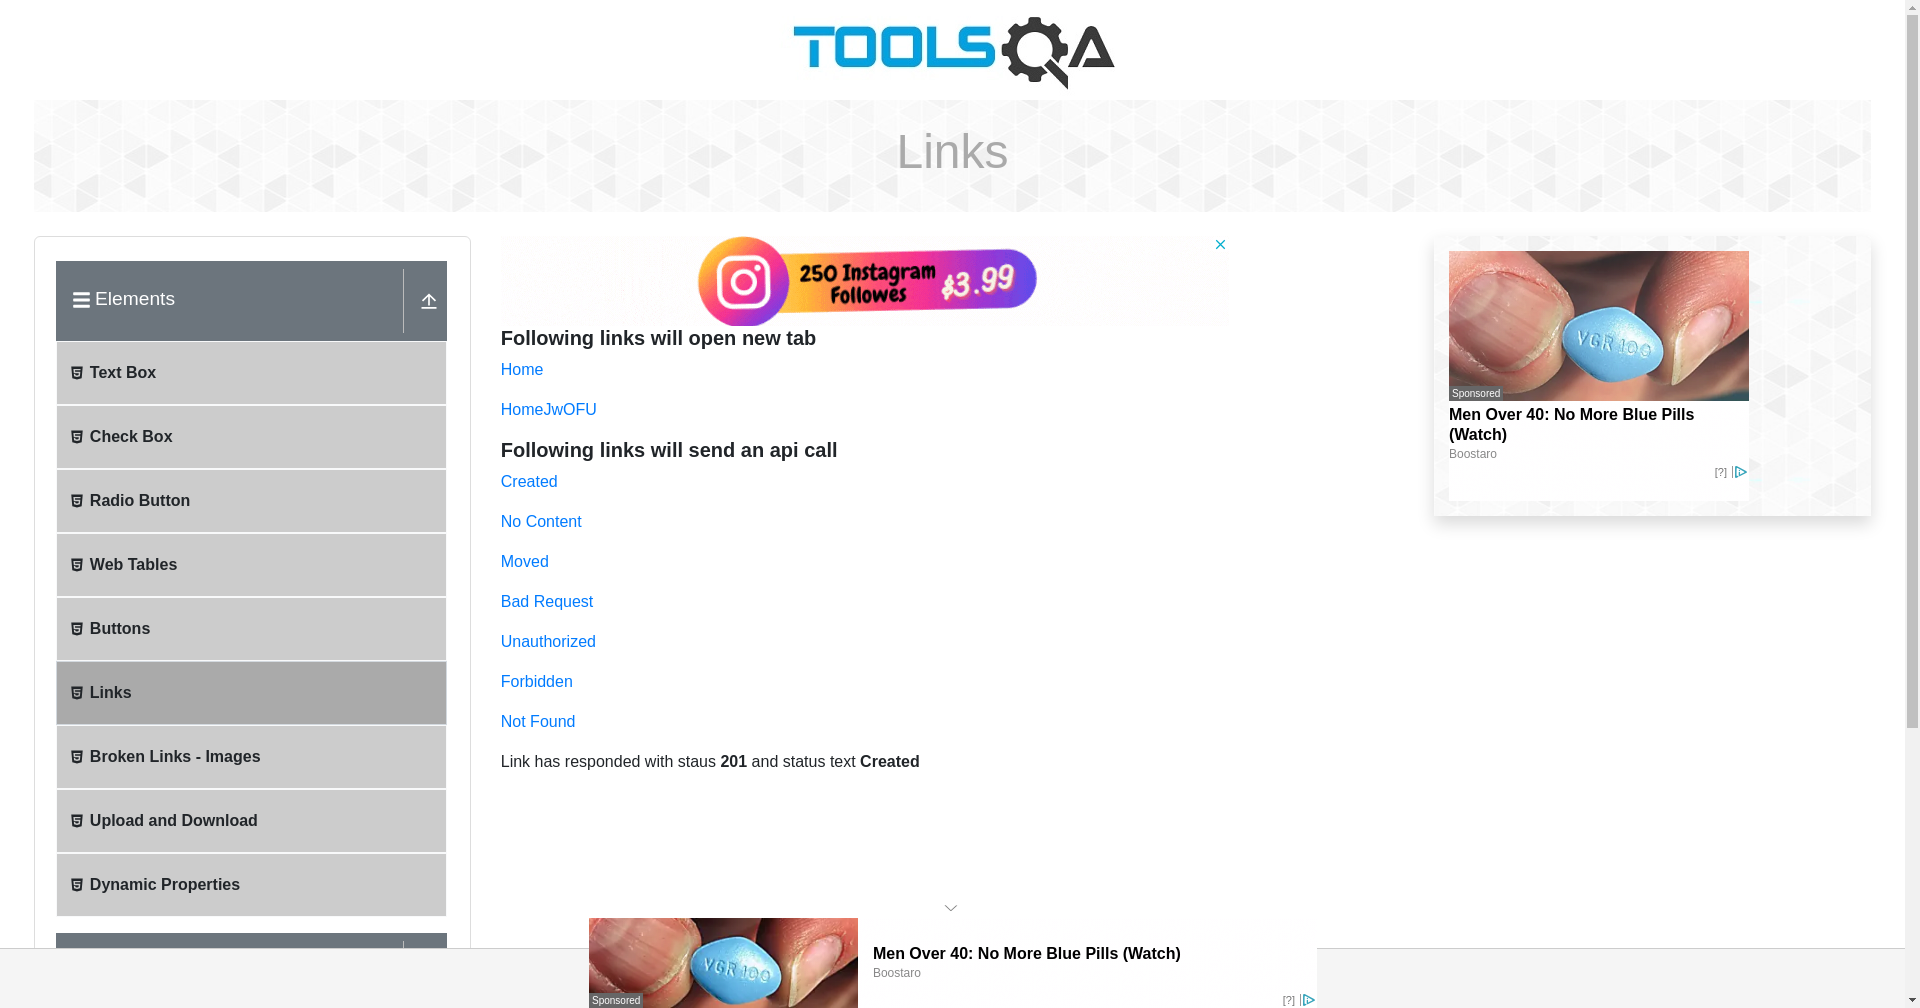 TOOLSQA
Links
Elements
Text Box
Check Box
Radio Button
Web Tables
Buttons
Links
Broken Links - Images
Upload and Download
Dynamic Properties
250 Instagram
Followes
$3.99
Following links will open new tab
Home
HomeJwOFU
Following links will send an api call
Created
No Content
Moved
Bad Request
Unauthorized
Forbidden
Not Found
Link has responded with staus 201 and status text Created
VGR 100
Sponsored
Men Over 40: No More Blue Pills
(Watch)
Boostaro
[?]
VGR 100
Sponsored
Men Over 40: No More Blue Pills (Watch)
Boostaro
[?]